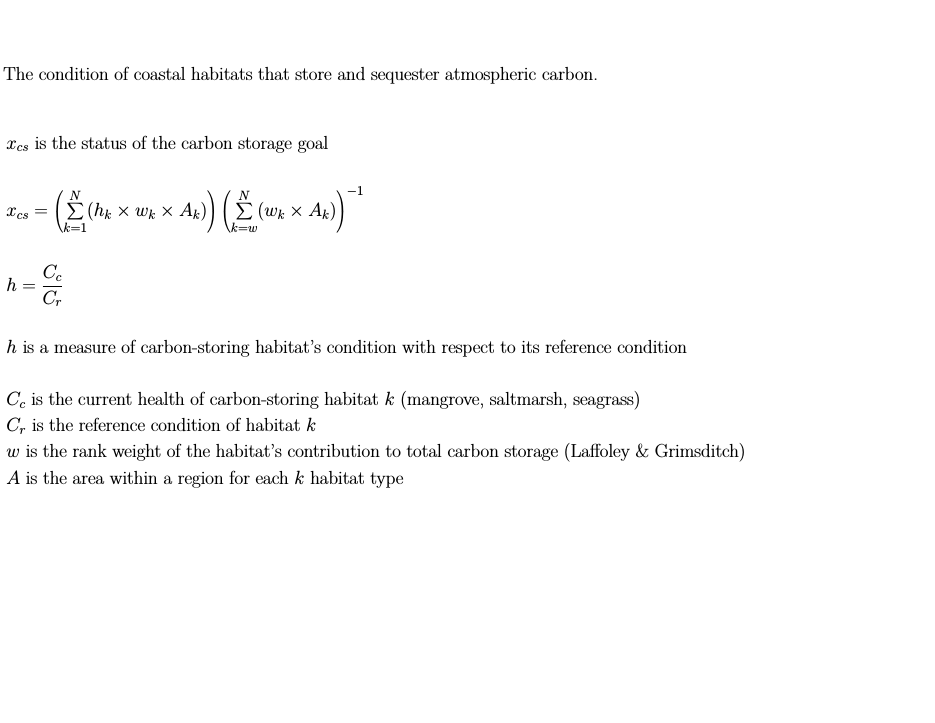 The condition of coastal habitats that store and sequester atmospheric carbon.
x_{cs} is the status of the carbon storage goal
x_{cs} = \left( \sum_{k=1}^{N} (h_k \times w_k \times A_k) \right) \left( \sum_{k=w}^{N} (w_k \times A_k) \right)^{-1}
h = \frac{C_c}{C_r}
h is a measure of carbon-storing habitat’s condition with respect to its reference condition
C_c is the current health of carbon-storing habitat k (mangrove, saltmarsh, seagrass)
C_r is the reference condition of habitat k
w is the rank weight of the habitat’s contribution to total carbon storage (Laffoley & Grimsditch)
A is the area within a region for each k habitat type